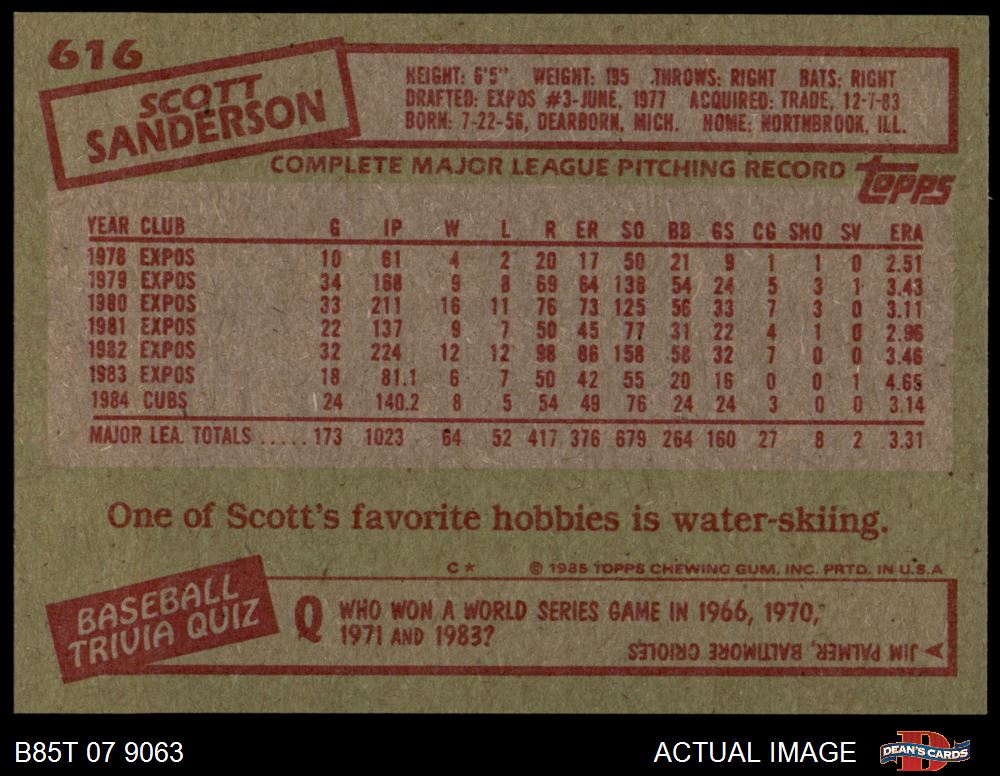 616
SCOTT
SANDERSON
HEIGHT: 6'5" WEIGHT: 195 THROWS: RIGHT BATS: RIGHT
DRAFTED: EXPOS #3-JUNE, 1977 ACQUIRED: TRADE, 12-7-83
BORN: 7-22-56, DEARBORN, MICH. HOME: NORTHBROOK, ILL.
COMPLETE MAJOR LEAGUE PITCHING RECORD
TOPPS
YEAR CLUB G IP W L R ER SO BB GS CG SHO SV ERA
1978 EXPOS 10 61 4 2 20 17 50 21 9 1 1 0 2.51
1979 EXPOS 34 168 9 8 69 64 138 54 24 5 3 1 3.43
1980 EXPOS 33 211 16 11 76 73 125 56 33 7 3 0 3.11
1981 EXPOS 22 137 9 7 50 45 77 31 22 4 1 0 2.96
1982 EXPOS 32 224 12 12 98 86 158 58 32 7 0 0 3.46
1983 EXPOS 18 81.1 6 7 50 42 55 20 16 0 0 1 4.65
1984 CUBS 24 140.2 8 5 54 49 76 24 24 3 0 0 3.14
MAJOR LEA. TOTALS ..... 173 1023 64 52 417 376 679 264 160 27 8 2 3.31
One of Scott's favorite hobbies is water-skiing.
C * © 1985 TOPPS CHEWING GUM, INC. PRTD. IN U.S.A
BASEBALL
TRIVIA QUIZ
Q WHO WON A WORLD SERIES GAME IN 1966, 1970,
1971 AND 1983?
A JIM PALMER, BALTIMORE ORIOLES
B85T 07 9063
ACTUAL IMAGE
D
DEAN'S CARDS